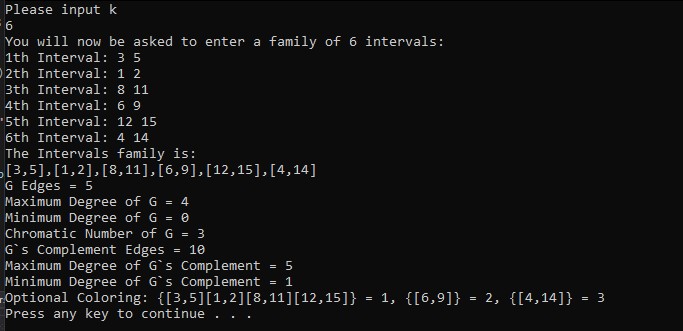 Please input k
6
You will now be asked to enter a family of 6 intervals:
1th Interval: 3 5
2th Interval: 1 2
3th Interval: 8 11
4th Interval: 6 9
5th Interval: 12 15
6th Interval: 4 14
The Intervals family is:
[3,5],[1,2],[8,11],[6,9],[12,15],[4,14]
G Edges = 5
Maximum Degree of G = 4
Minimum Degree of G = 0
Chromatic Number of G = 3
G`s Complement Edges = 10
Maximum Degree of G`s Complement = 5
Minimum Degree of G`s Complement = 1
Optional Coloring: {[3,5][1,2][8,11][12,15]} = 1, {[6,9]} = 2, {[4,14]} = 3
Press any key to continue . . .